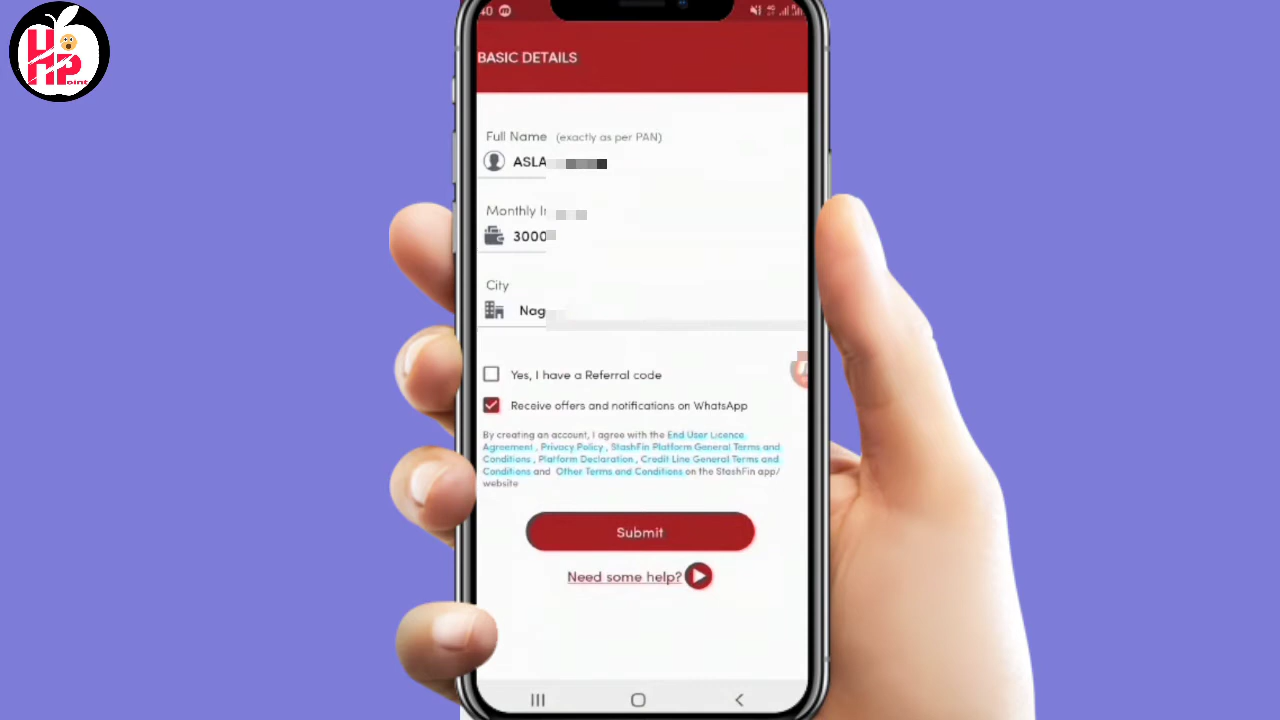 HHP
oint
40
BASIC DETAILS
Full Name (exactly as per PAN)
ASLA
Monthly I
3000
City
Nag
Yes, I have a Referral code
Receive offers and notifications on WhatsApp
By creating an account, I agree with the End User Licence
Agreement , Privacy Policy , StashFin Platform General Terms and
Conditions , Platform Declaration , Credit Line General Terms and
Conditions and Other Terms and Conditions on the StashFin app/
website
Submit
Need some help?